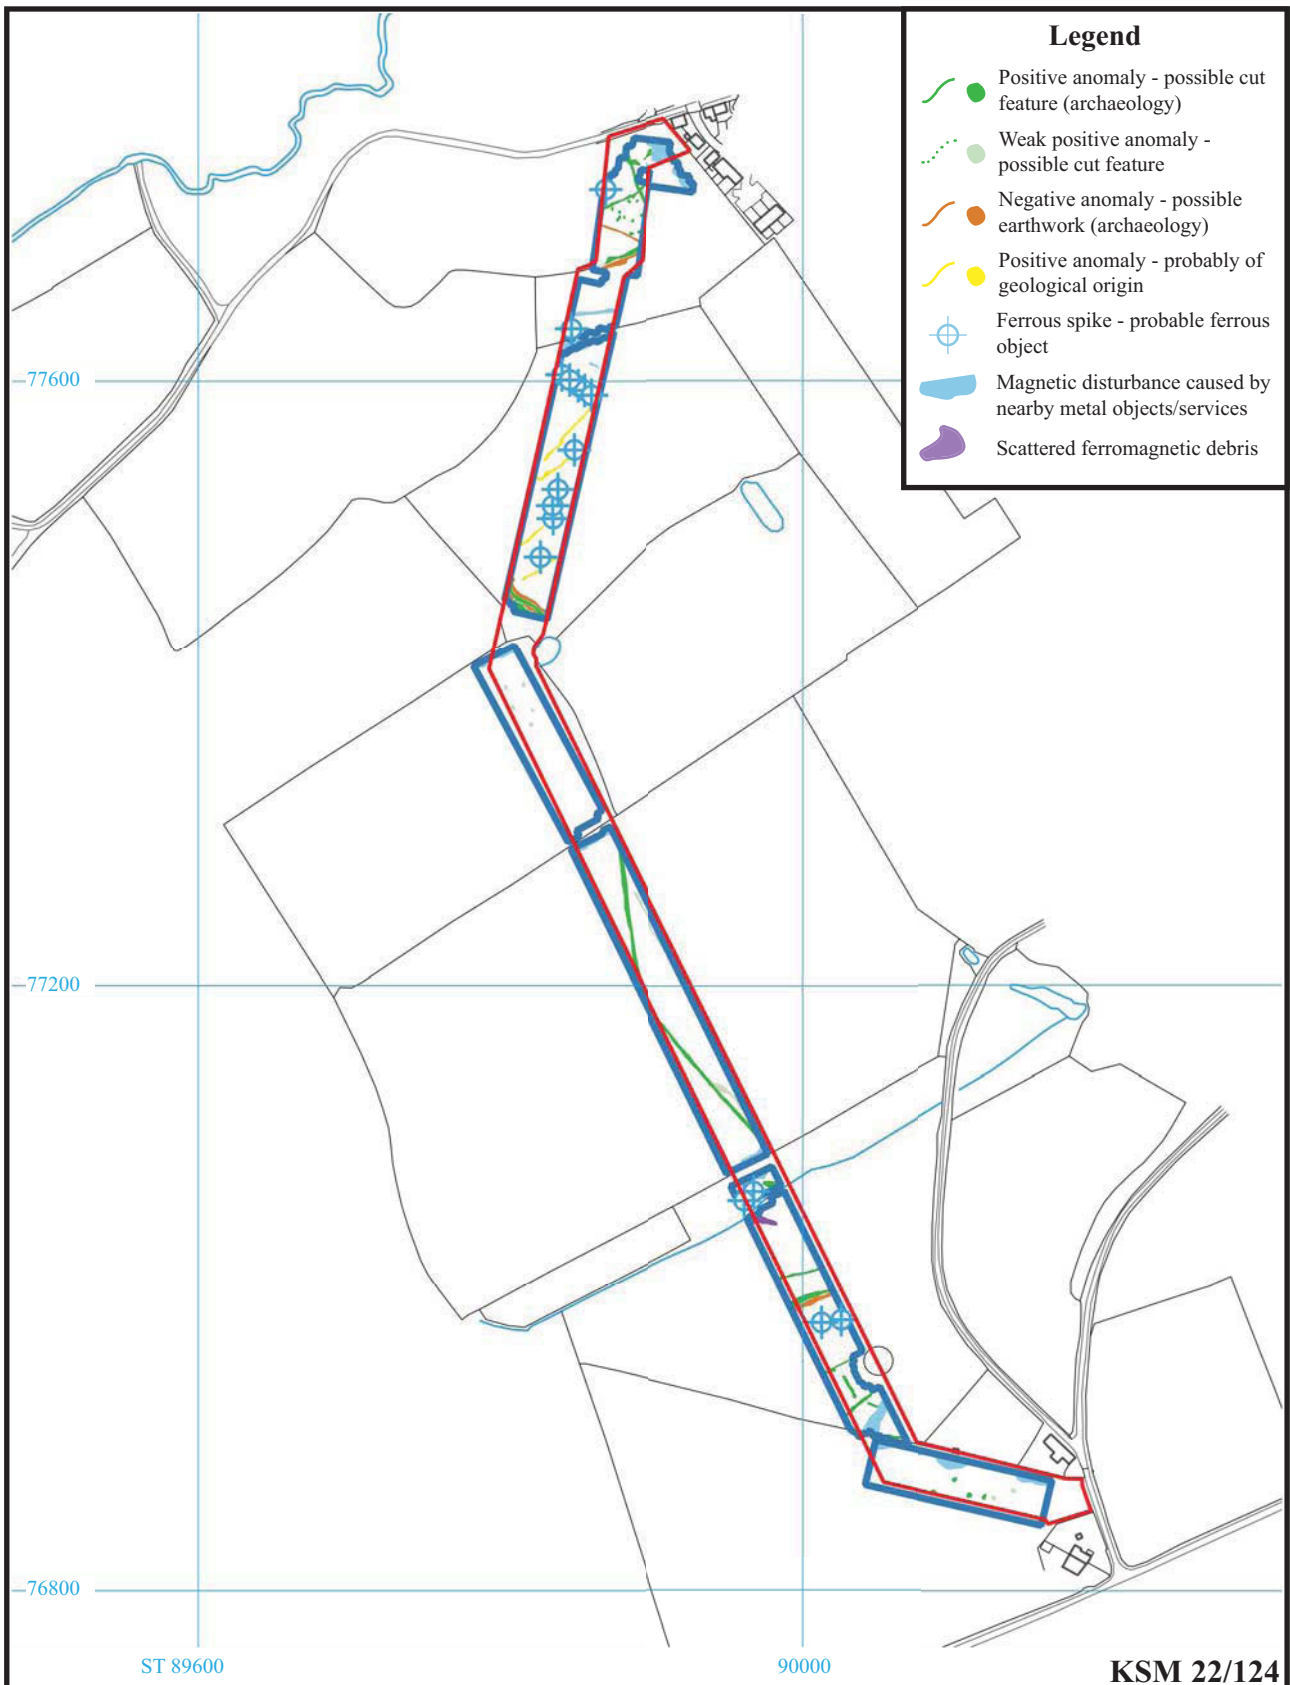 Legend
Positive anomaly - possible cut
feature (archaeology)
Weak positive anomaly -
possible cut feature
Negative anomaly - possible
earthwork (archaeology)
Positive anomaly - probably of
geological origin
Ferrous spike - probable ferrous
object
Magnetic disturbance caused by
nearby metal objects/services
Scattered ferromagnetic debris
77600
77200
76800
ST 89600
90000
KSM 22/124